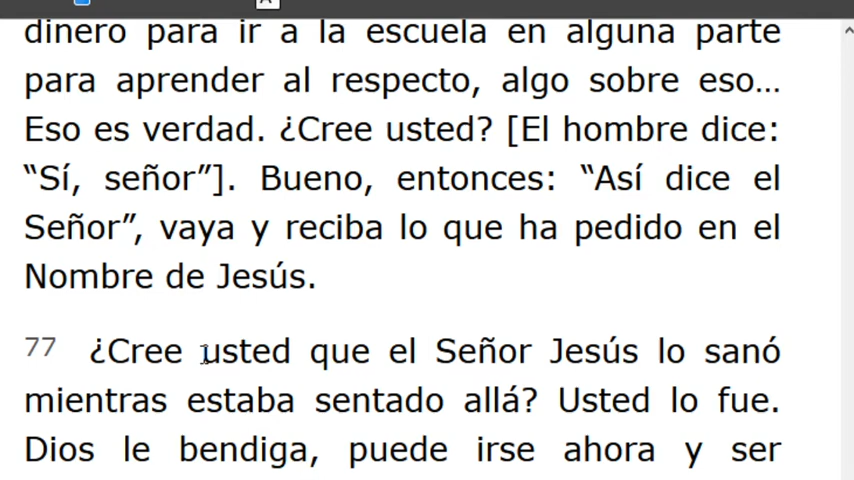 dinero para ir a la escuela en alguna parte
para aprender al respecto, algo sobre eso…
Eso es verdad. ¿Cree usted? [El hombre dice:
“Sí, señor”]. Bueno, entonces: “Así dice el
Señor”, vaya y reciba lo que ha pedido en el
Nombre de Jesús.
77 ¿Cree usted que el Señor Jesús lo sanó
mientras estaba sentado allá? Usted lo fue.
Dios le bendiga, puede irse ahora y ser